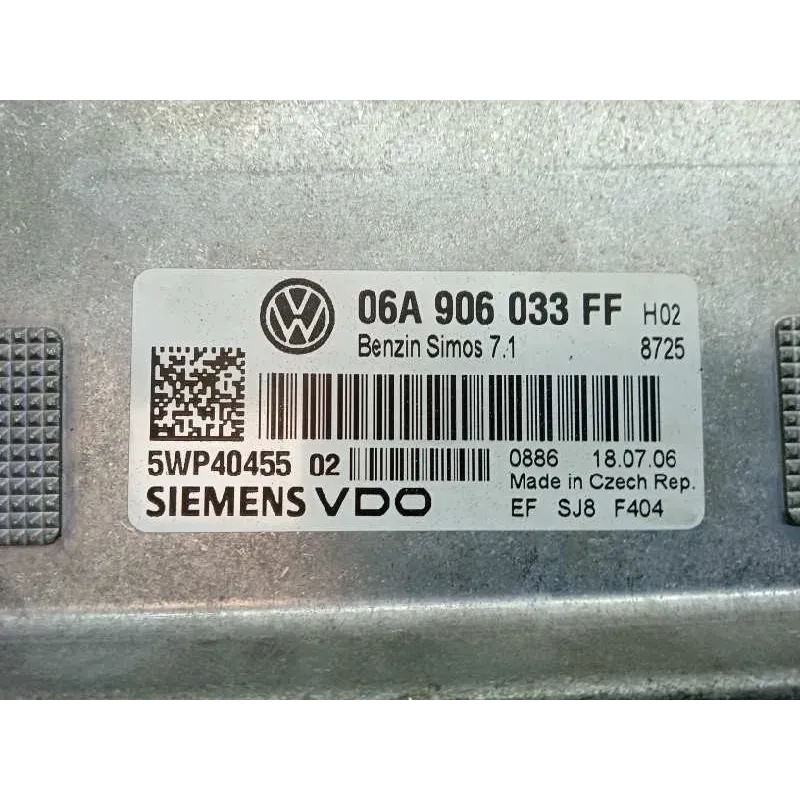 06A 906 033 FF H02
Benzin Simos 7.1 8725
5WP40455 02 0886 18.07.06
Made in Czech Rep.
SIEMENS VDO EF SJ8 F404